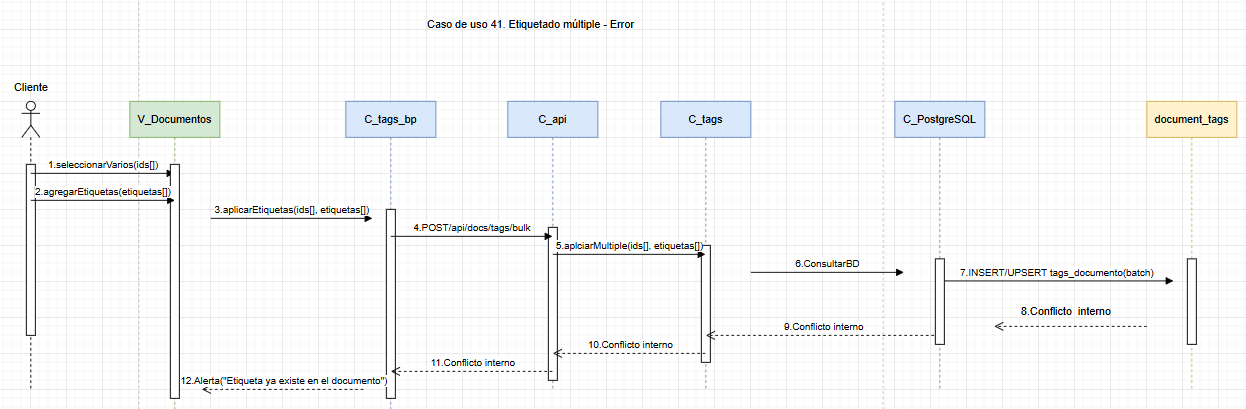 Caso de uso 41. Etiquetado múltiple - Error
Cliente
V_Documentos
C_tags_bp
C_api
C_tags
C_PostgreSQL
document_tags
1.seleccionarVarios(ids[])
2.agregarEtiquetas(etiquetas[])
3.aplicarEtiquetas(ids[], etiquetas[])
4.POST/api/docs/tags/bulk
5.aplciarMultiple(ids[], etiquetas[])
6.ConsultarBD
7.INSERT/UPSERT tags_documento(batch)
8.Conflicto interno
9.Conflicto interno
10.Conflicto interno
11.Conflicto interno
12.Alerta("Etiqueta ya existe en el documento")